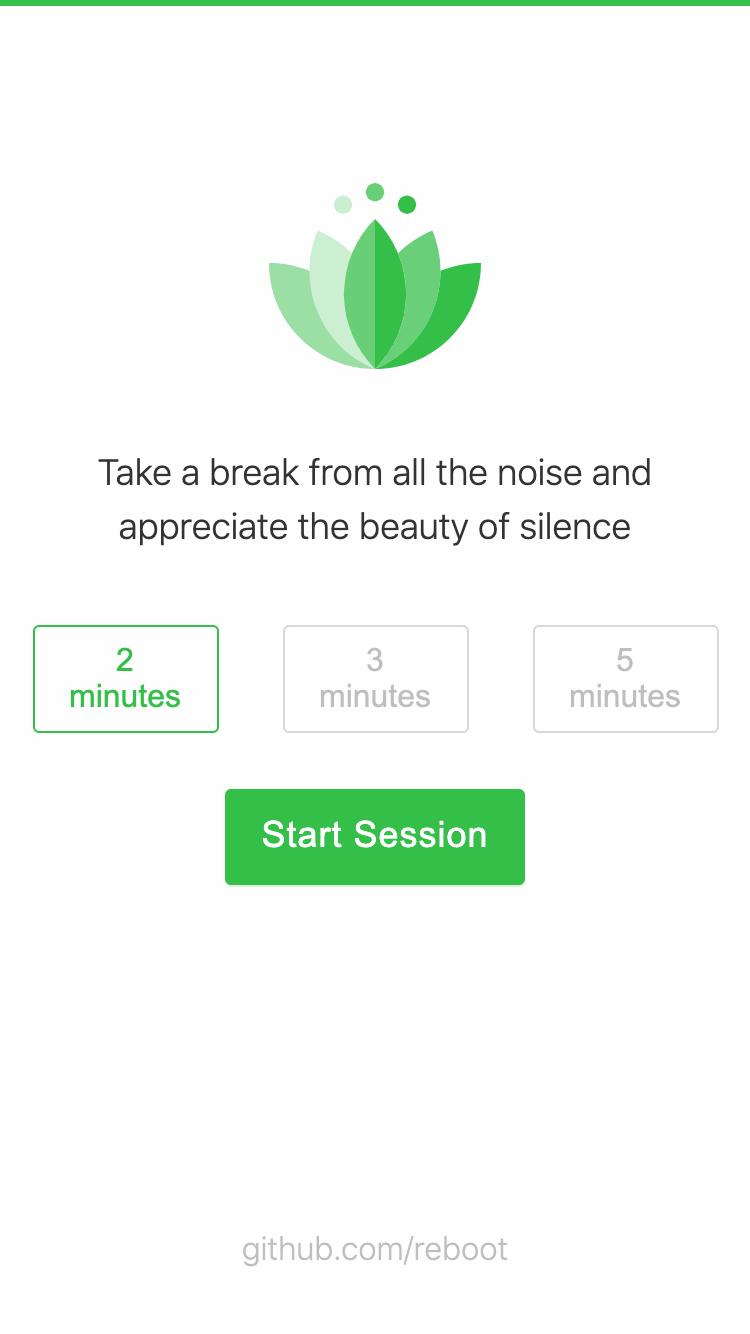 Take a break from all the noise and
appreciate the beauty of silence
2
minutes
3
minutes
5
minutes
Start Session
github.com/reboot